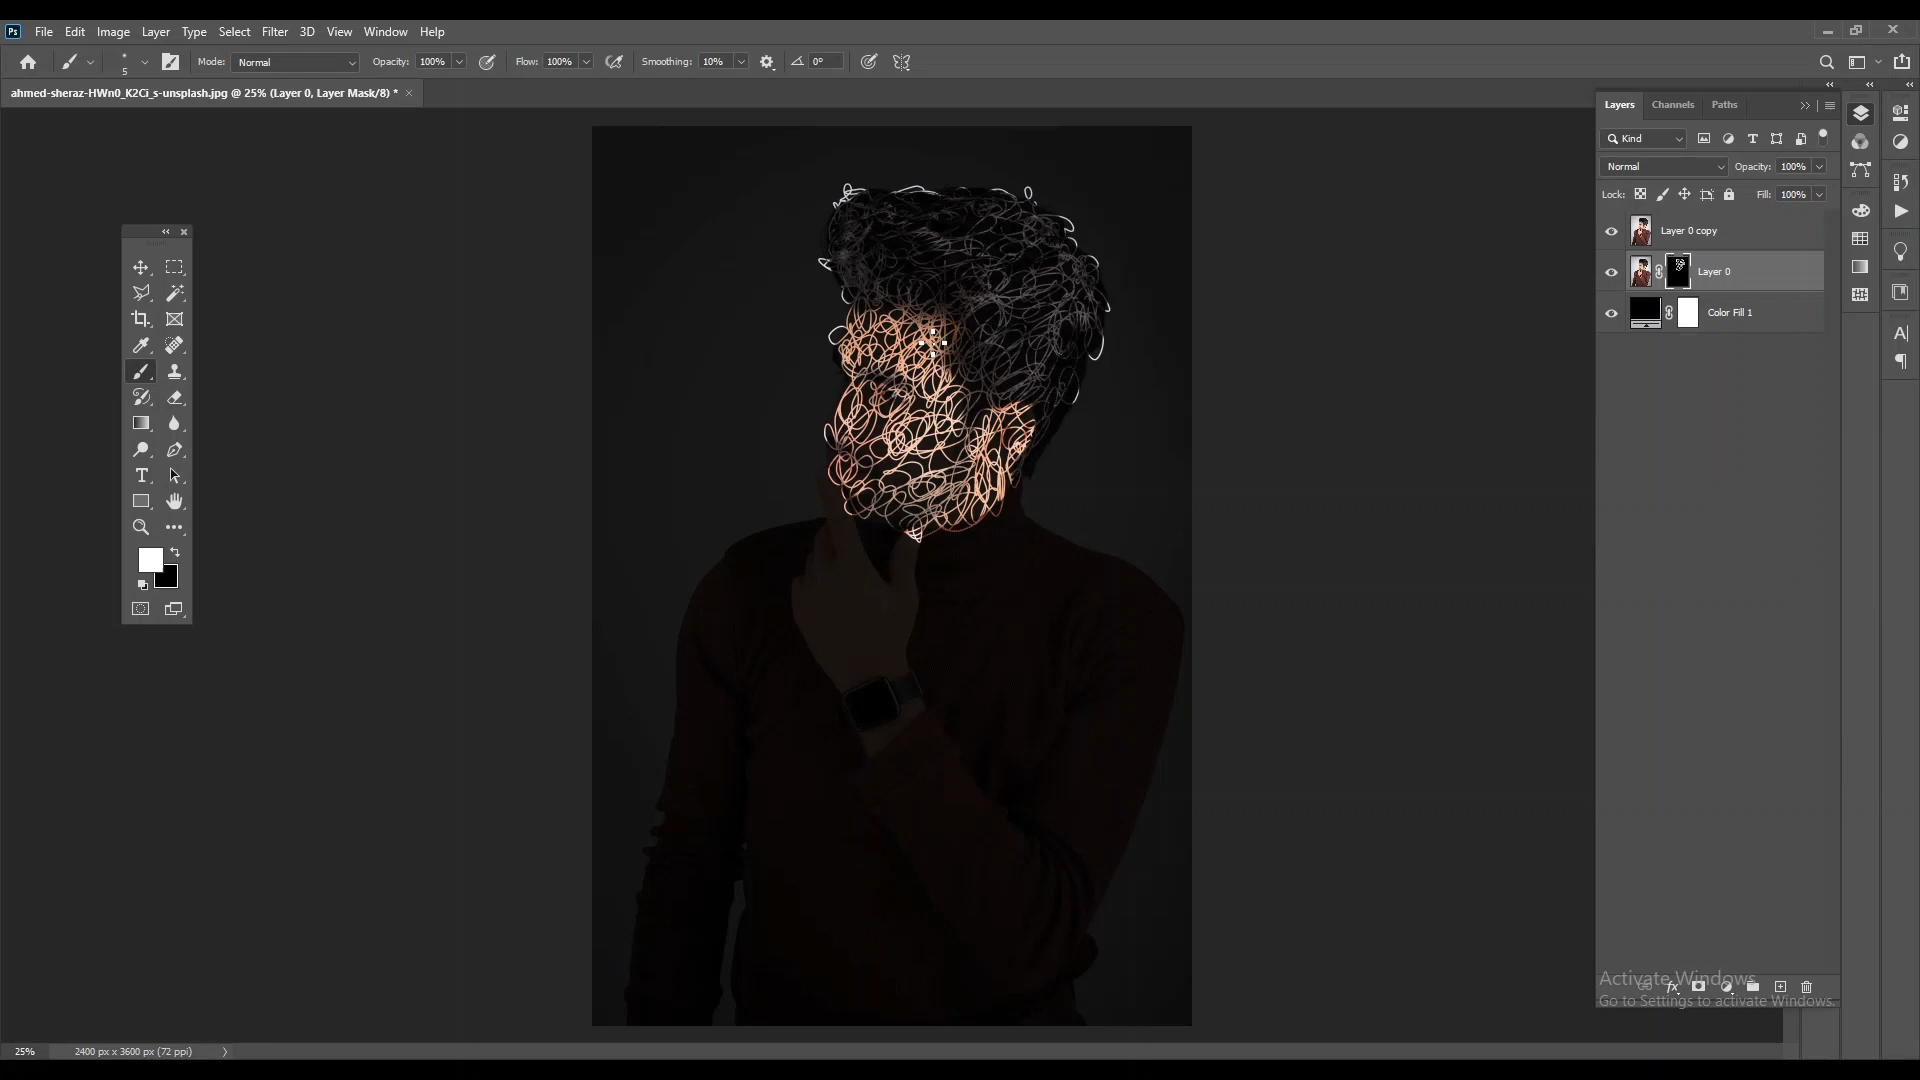 Ps File Edit Image Layer Type Select Filter 3D View Window Help
5 Mode: Normal Opacity: 100% Flow: 100% Smoothing: 10% 0°
ahmed-sheraz-HWn0_K2Ci_s-unsplash.jpg @ 25% (Layer 0, Layer Mask/8) *
Layers Channels Paths
Kind
Normal Opacity: 100%
Lock: Fill: 100%
Layer 0 copy
Layer 0
Color Fill 1
Activate Windows
Go to Settings to activate Windows.
25% 2400 px x 3600 px (72 ppi)